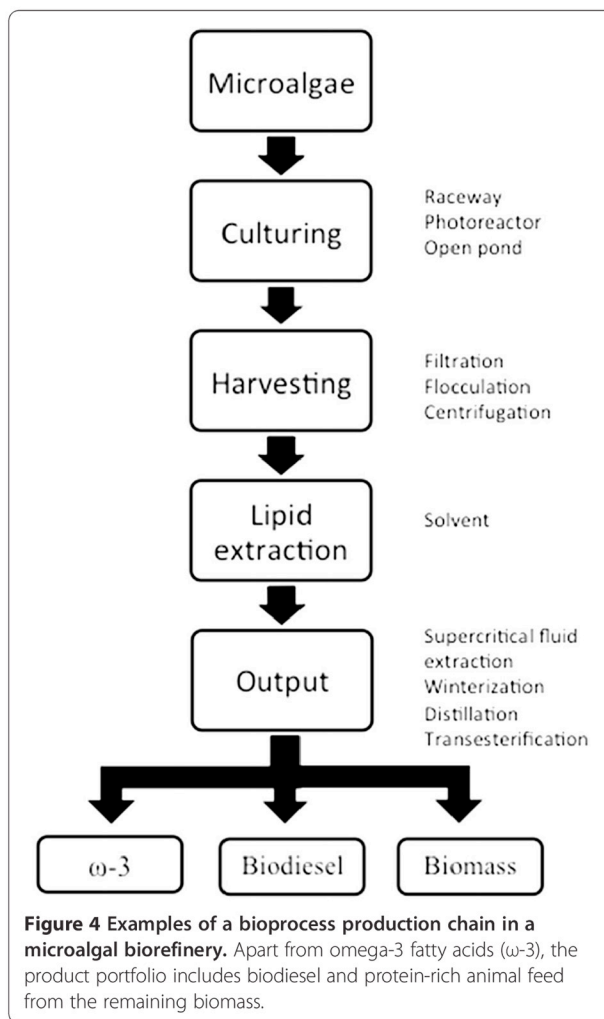 Microalgae
Culturing
Raceway
Photoreactor
Open pond
Harvesting
Filtration
Flocculation
Centrifugation
Lipid
extraction
Solvent
Output
Supercritical fluid
extraction
Winterization
Distillation
Transesterification
ω-3
Biodiesel
Biomass
Figure 4 Examples of a bioprocess production chain in a
microalgal biorefinery. Apart from omega-3 fatty acids (ω-3), the
product portfolio includes biodiesel and protein-rich animal feed
from the remaining biomass.